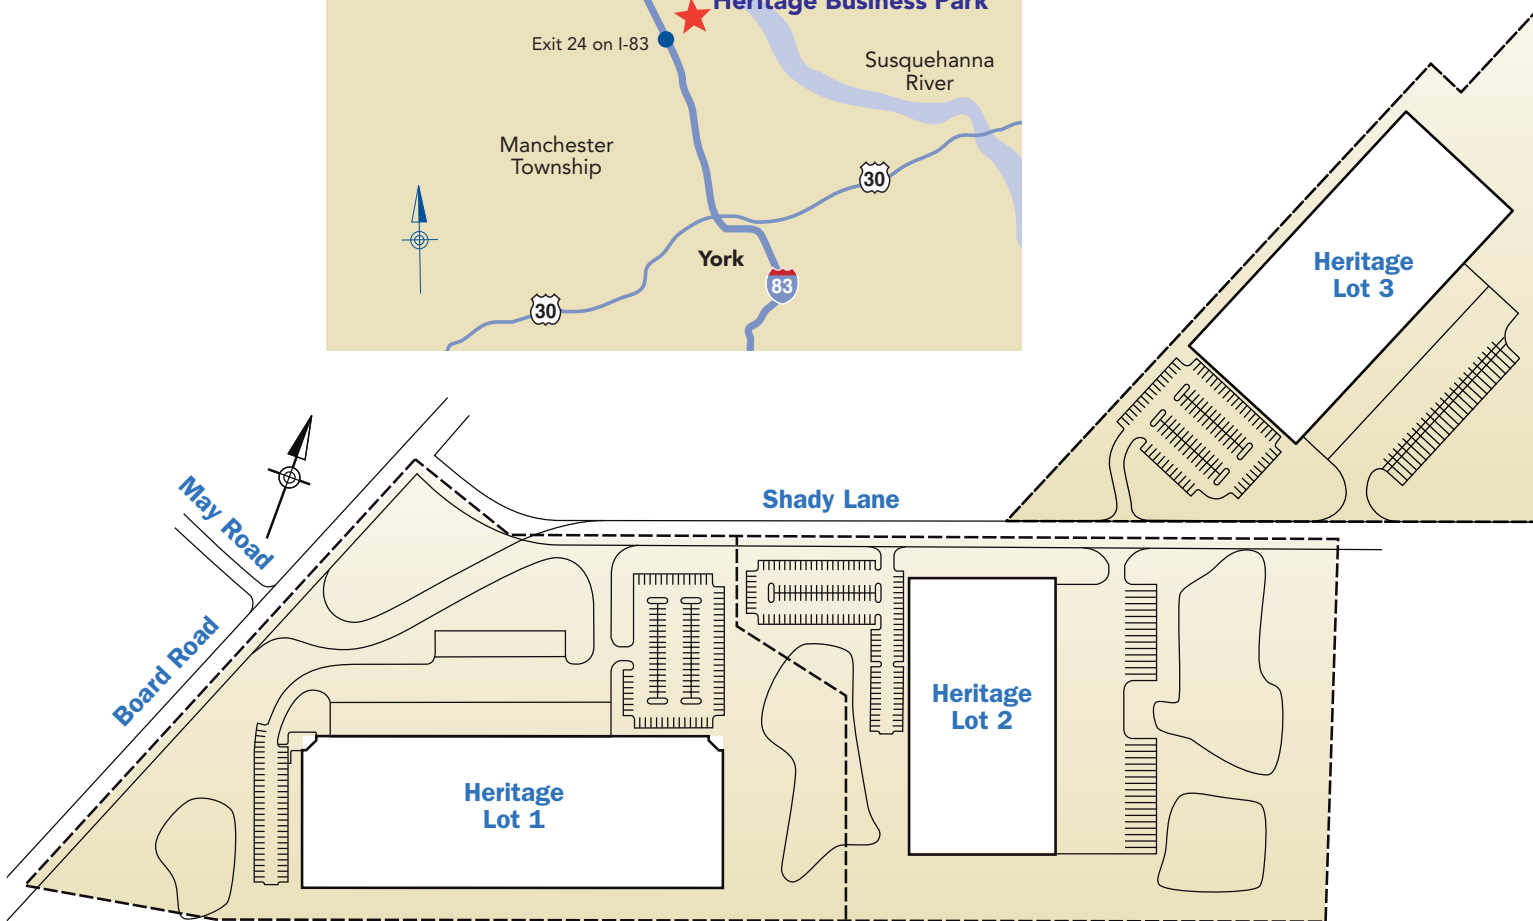 Heritage Business Park
Exit 24 on I-83
Susquehanna
River
Manchester
Township
30
York
83
30
Heritage
Lot 3
Shady Lane
May Road
Board Road
Heritage
Lot 2
Heritage
Lot 1